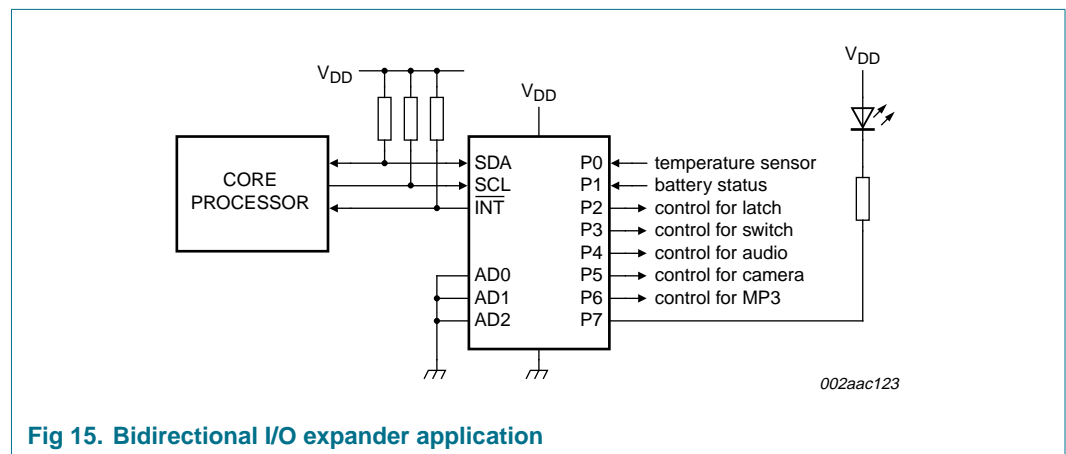 VDD
VDD
VDD
CORE
PROCESSOR
SDA
SCL
INT
AD0
AD1
AD2
P0
P1
P2
P3
P4
P5
P6
P7
temperature sensor
battery status
control for latch
control for switch
control for audio
control for camera
control for MP3
002aac123
Fig 15. Bidirectional I/O expander application